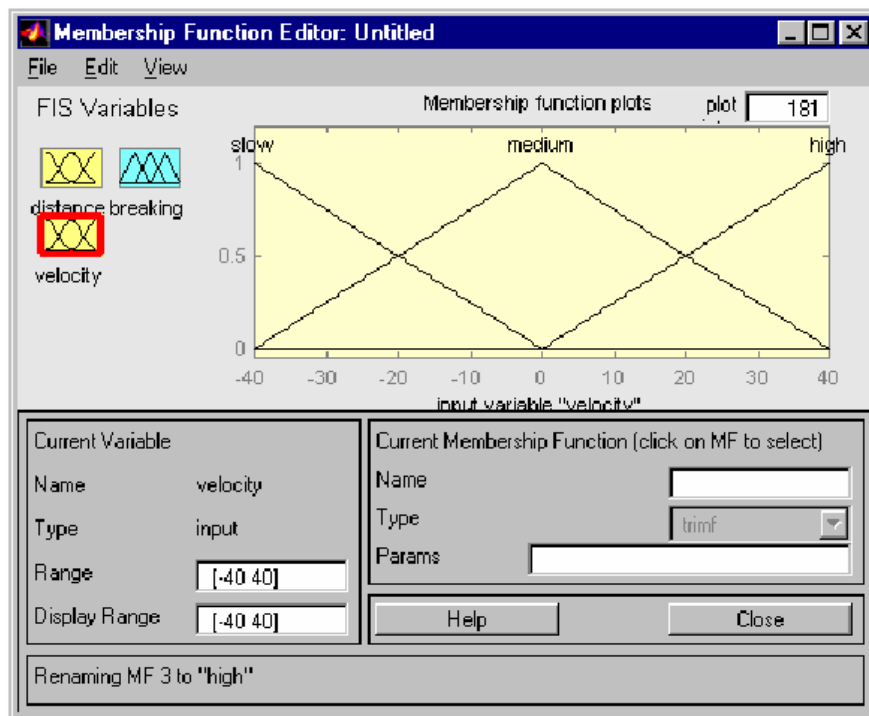 Membership Function Editor: Untitled
File Edit View
FIS Variables
Membership function plots
plot
181
slow
medium
high
1
0.5
0
-40 -30 -20 -10 0 10 20 30 40
input variable "velocity"
distance breaking
velocity
Current Variable
Name velocity
Type input
Range [-40 40]
Display Range [-40 40]
Current Membership Function (click on MF to select)
Name
Type trimf
Params
Help Close
Renaming MF 3 to "high"